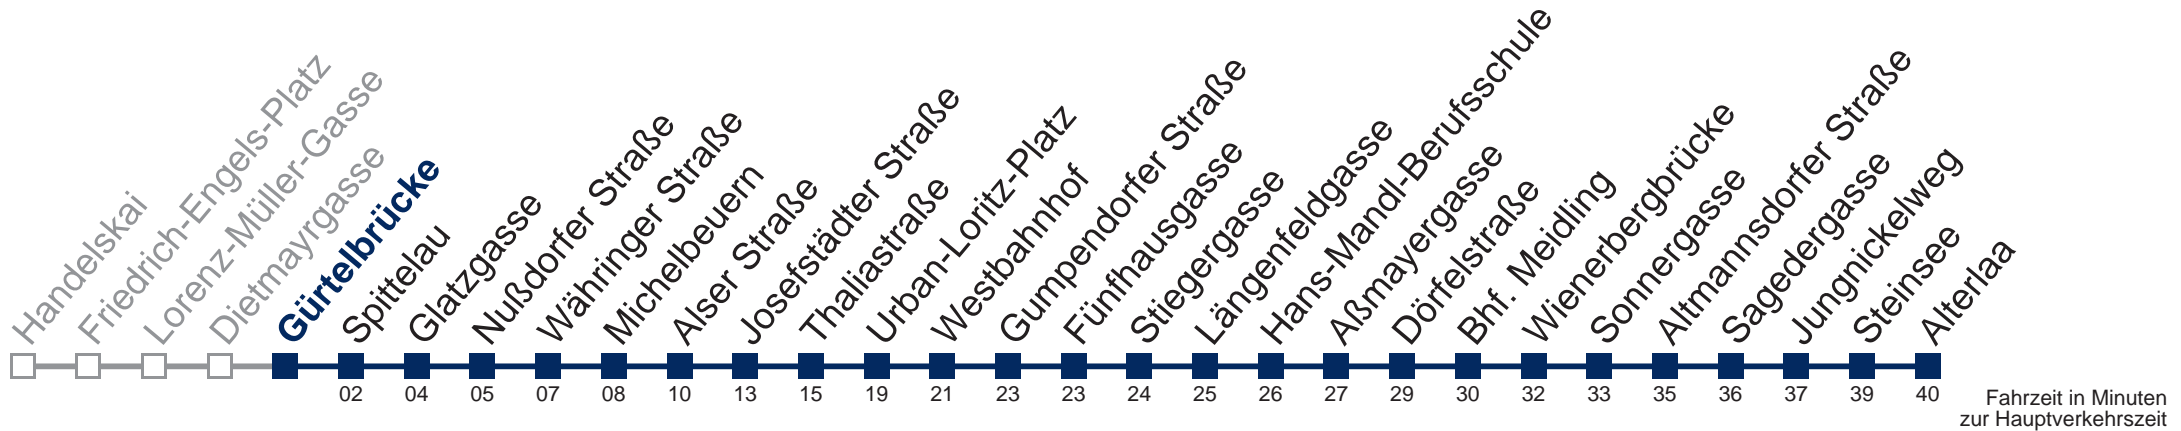 Handelskai
Friedrich-Engels-Platz
Lorenz-Müller-Gasse
Dietmayrgasse
Gürtelbrücke
Spittelau
Glatzgasse
Nußdorfer Straße
Währinger Straße
Michelbeuern
Alser Straße
Josefstädter Straße
Thaliastraße
Urban-Loritz-Platz
Westbahnhof
Gumpendorfer Straße
Fünfhausgasse
Stiegergasse
Längenfeldgasse
Hans-Mandl-Berufsschule
Aßmayergasse
Dörfelstraße
Bhf. Meidling
Wienerbergbrücke
Sonnergasse
Altmannsdorfer Straße
Sagedergasse
Jungnickelweg
Steinsee
Alterlaa
02 04 05 07 08 10 13 15 19 21 23 23 24 25 26 27 29 30 32 33 35 36 37 39 40
Fahrzeit in Minuten
zur Hauptverkehrszeit